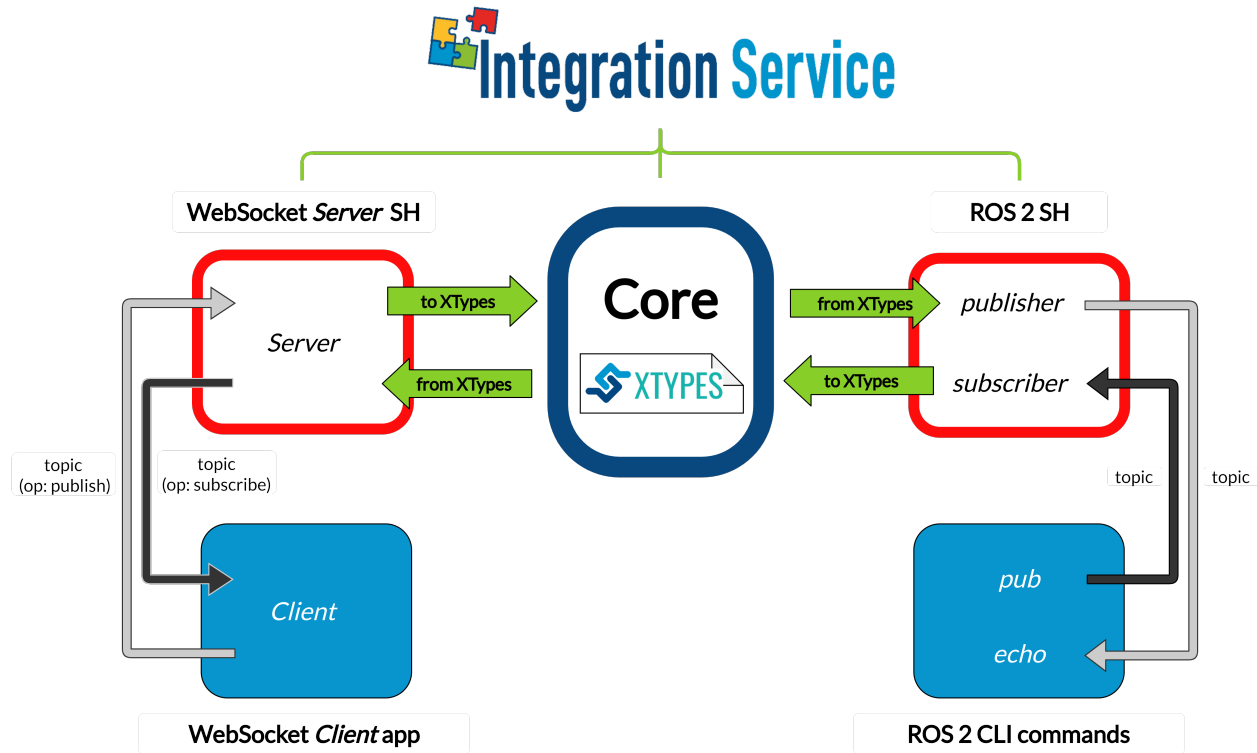 Integration Service
WebSocket Server SH
ROS 2 SH
Server
to XTypes
from XTypes
Core
XTYPES
from XTypes
to XTypes
publisher
subscriber
topic
(op: publish)
topic
(op: subscribe)
topic
topic
Client
pub
echo
WebSocket Client app
ROS 2 CLI commands